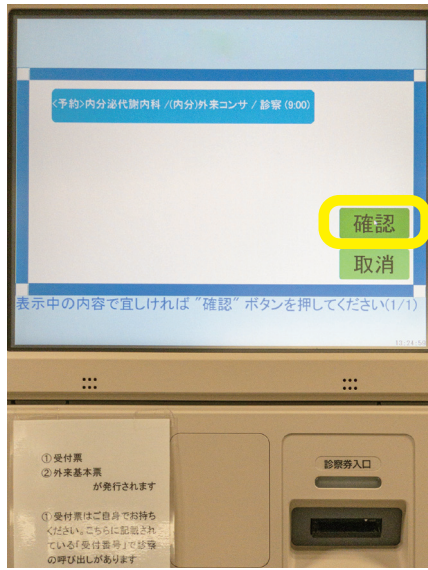 <予約>内分泌代謝内科 /(内分)外来コンサ / 診察 (9:00)
確認
取消
表示中の内容で宜しければ "確認" ボタンを押してください(1/1)
診察券入口
①受付票
②外来基本票
が発行されます
①受付票はご自身でお持ち
ください。こちらに記載され
ている「受付番号」で診察
の呼び出しがあります